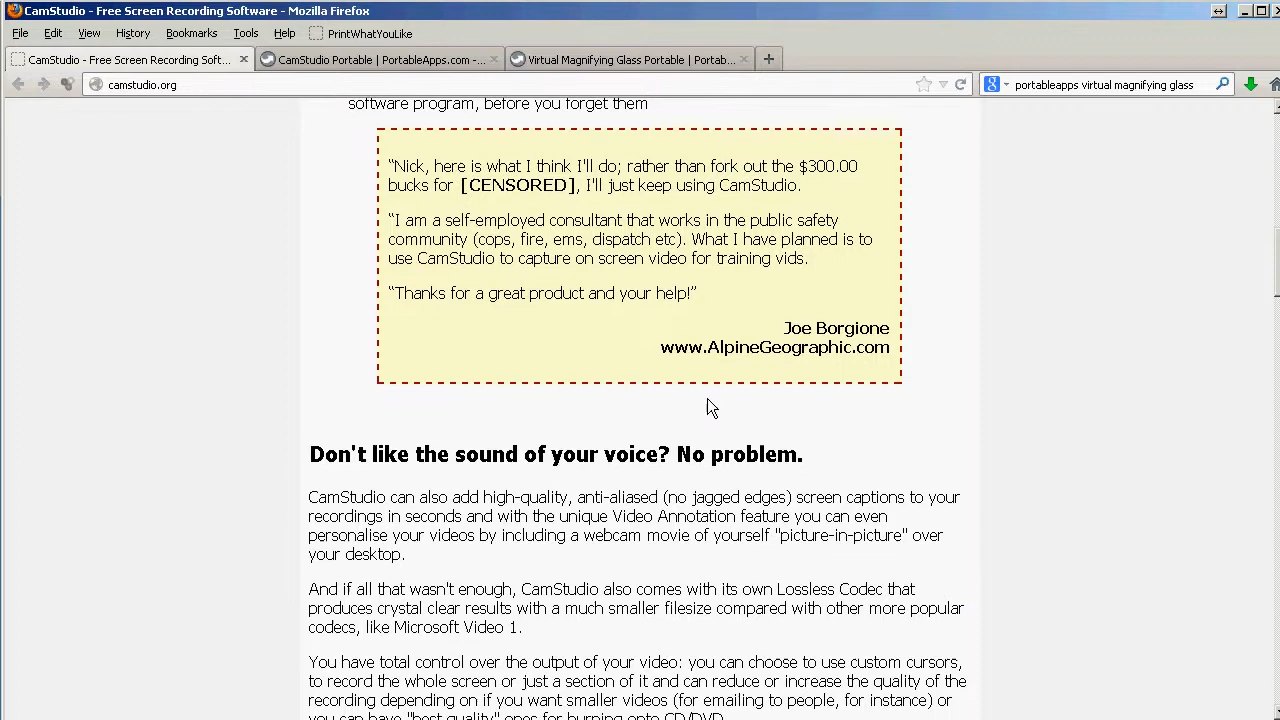 CamStudio - Free Screen Recording Software - Mozilla Firefox
File Edit View History Bookmarks Tools Help PrintWhatYouLike
CamStudio - Free Screen Recording Soft... CamStudio Portable | PortableApps.com -... Virtual Magnifying Glass Portable | Portab...
camstudio.org portableapps virtual magnifying glass
software program, before you forget them
“Nick, here is what I think I'll do; rather than fork out the $300.00
bucks for [CENSORED], I'll just keep using CamStudio.
“I am a self-employed consultant that works in the public safety
community (cops, fire, ems, dispatch etc). What I have planned is to
use CamStudio to capture on screen video for training vids.
“Thanks for a great product and your help!”
Joe Borgione
www.AlpineGeographic.com
Don't like the sound of your voice? No problem.
CamStudio can also add high-quality, anti-aliased (no jagged edges) screen captions to your
recordings in seconds and with the unique Video Annotation feature you can even
personalise your videos by including a webcam movie of yourself "picture-in-picture" over
your desktop.
And if all that wasn't enough, CamStudio also comes with its own Lossless Codec that
produces crystal clear results with a much smaller filesize compared with other more popular
codecs, like Microsoft Video 1.
You have total control over the output of your video: you can choose to use custom cursors,
to record the whole screen or just a section of it and can reduce or increase the quality of the
recording depending on if you want smaller videos (for emailing to people, for instance) or
you can have "best quality" ones for burning onto CD/DVD.